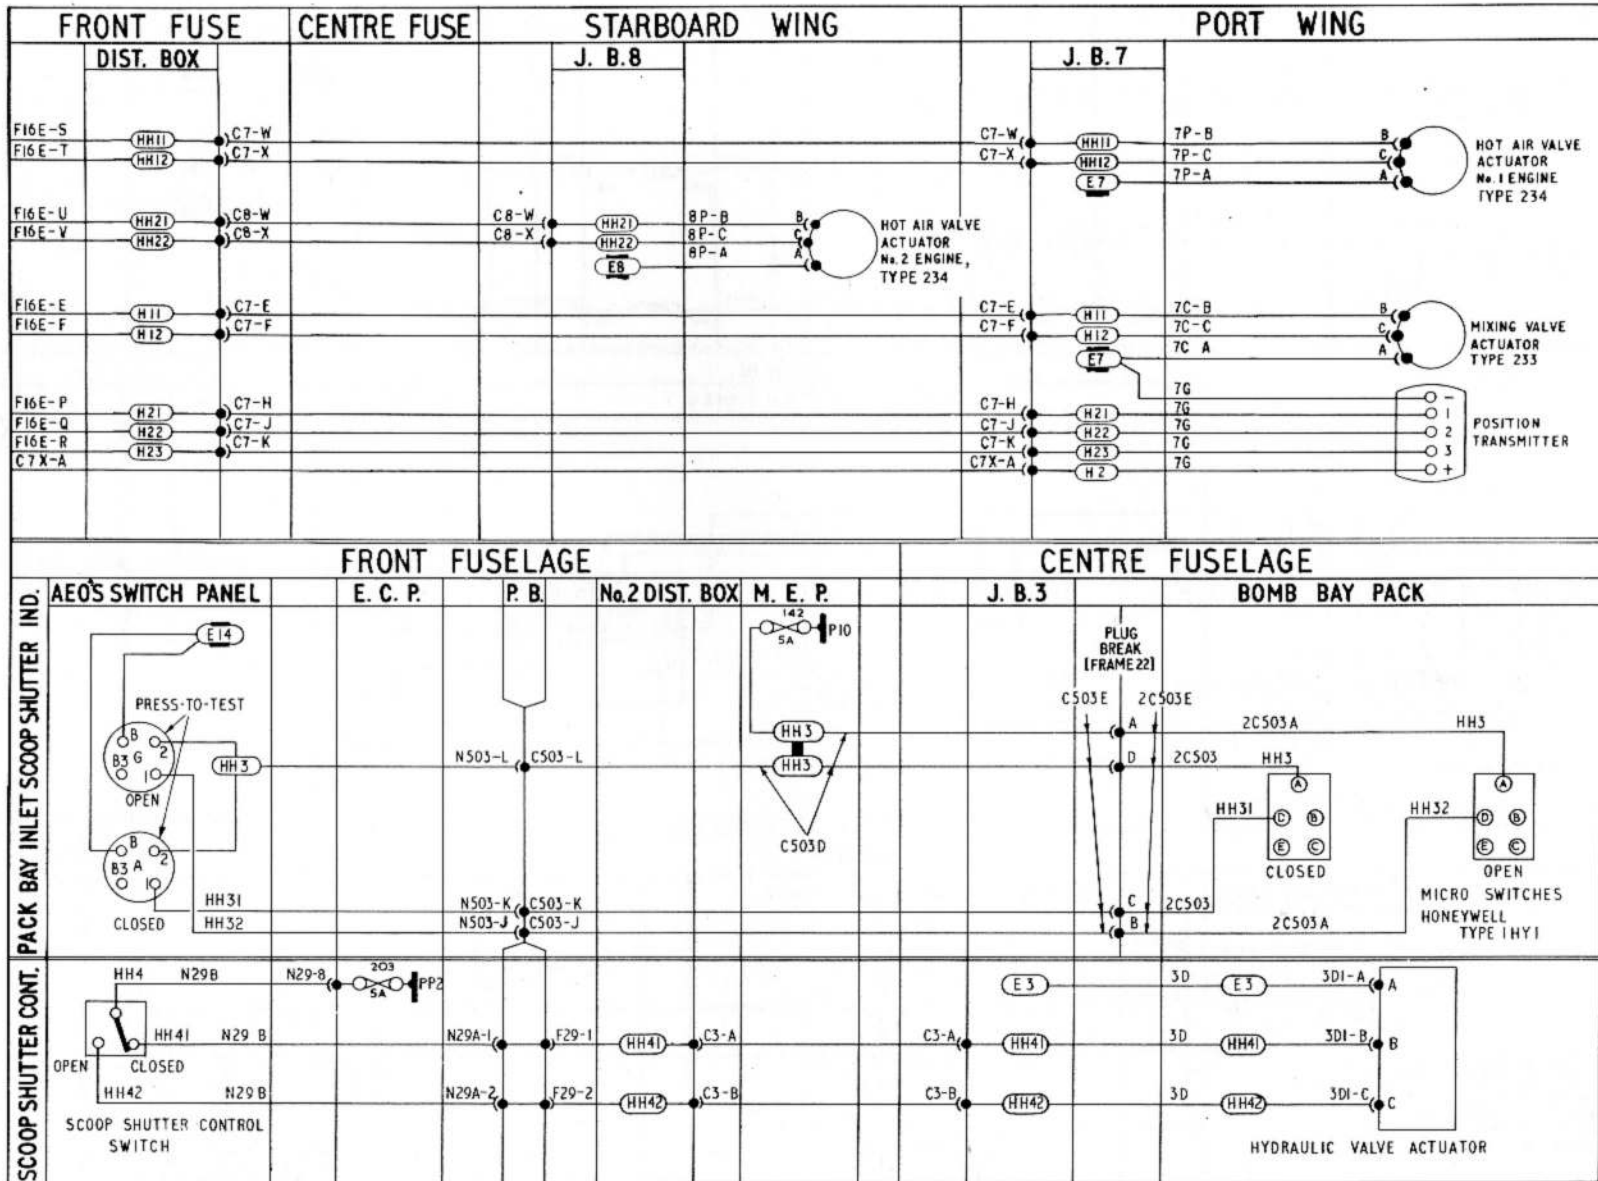 FRONT FUSE
CENTRE FUSE
STARBOARD WING
PORT WING
DIST. BOX
J. B.8
J. B.7
F16E-S
HH11
C7-W
C7-W
HH11
7P-B
B
F16E-T
HH12
C7-X
C7-X
HH12
7P-C
C
E7
7P-A
A
HOT AIR VALVE
ACTUATOR
No.1 ENGINE
TYPE 234
F16E-U
HH21
C8-W
C8-W
HH21
8P-B
B
F16E-V
HH22
C8-X
C8-X
HH22
8P-C
C
E8
8P-A
A
HOT AIR VALVE
ACTUATOR
No.2 ENGINE,
TYPE 234
F16E-E
H11
C7-E
C7-E
H11
7C-B
B
F16E-F
H12
C7-F
C7-F
H12
7C-C
C
E7
7C A
A
MIXING VALVE
ACTUATOR
TYPE 233
7G
−
F16E-P
H21
C7-H
C7-H
H21
7G
1
F16E-Q
H22
C7-J
C7-J
H22
7G
2
F16E-R
H23
C7-K
C7-K
H23
7G
3
C7X-A
C7X-A
H2
7G
+
POSITION
TRANSMITTER
FRONT FUSELAGE
CENTRE FUSELAGE
PACK BAY INLET SCOOP SHUTTER IND.
AEO'S SWITCH PANEL
E. C. P.
P. B.
No.2 DIST. BOX
M. E. P.
J. B.3
BOMB BAY PACK
E14
142
5A
P10
PLUG
BREAK
[FRAME 22]
PRESS-TO-TEST
C503E
2C503E
B
2
B3
G
1
OPEN
HH3
N503-L
C503-L
HH3
HH3
C503D
A
2C503A
HH3
D
2C503
HH3
A
D
B
E
C
CLOSED
HH31
A
D
B
E
C
OPEN
HH32
MICRO SWITCHES
HONEYWELL
TYPE 1HY1
B
2
B3
A
1
CLOSED
HH31
N503-K
C503-K
C
2C503
HH32
N503-J
C503-J
B
2C503A
SCOOP SHUTTER CONT.
HH4
N29B
N29-8
203
5A
PP2
E3
3D
E3
3D1-A
A
HH41
N29 B
N29A-1
F29-1
HH41
C3-A
C3-A
HH41
3D
HH41
3D1-B
B
OPEN
CLOSED
HH42
N29B
N29A-2
F29-2
HH42
C3-B
C3-B
HH42
3D
HH42
3D1-C
C
SCOOP SHUTTER CONTROL
SWITCH
HYDRAULIC VALVE ACTUATOR